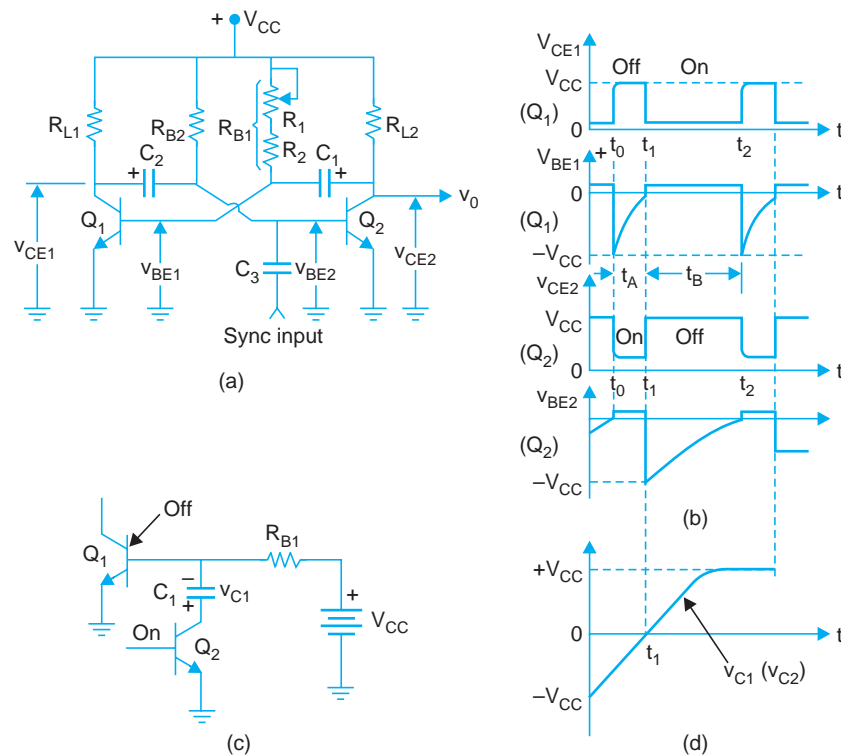 + V_CC
R_L1
R_B2
R_B1
R_1
R_2
R_L2
C_2
+
C_1
+
v_0
Q_1
Q_2
v_CE1
v_BE1
C_3
v_BE2
v_CE2
Sync input
(a)
V_CE1
V_CC
Off
On
(Q_1)
0
t
t_0
t_1
t_2
V_BE1
+
0
t
(Q_1)
–V_CC
t_A
t_B
v_CE2
V_CC
On
Off
(Q_2)
0
t
t_0
t_1
t_2
v_BE2
(Q_2)
–V_CC
(b)
Off
Q_1
R_B1
–
C_1
v_C1
+
On
Q_2
+
V_CC
(c)
+V_CC
0
t
t_1
v_C1 (v_C2)
–V_CC
(d)